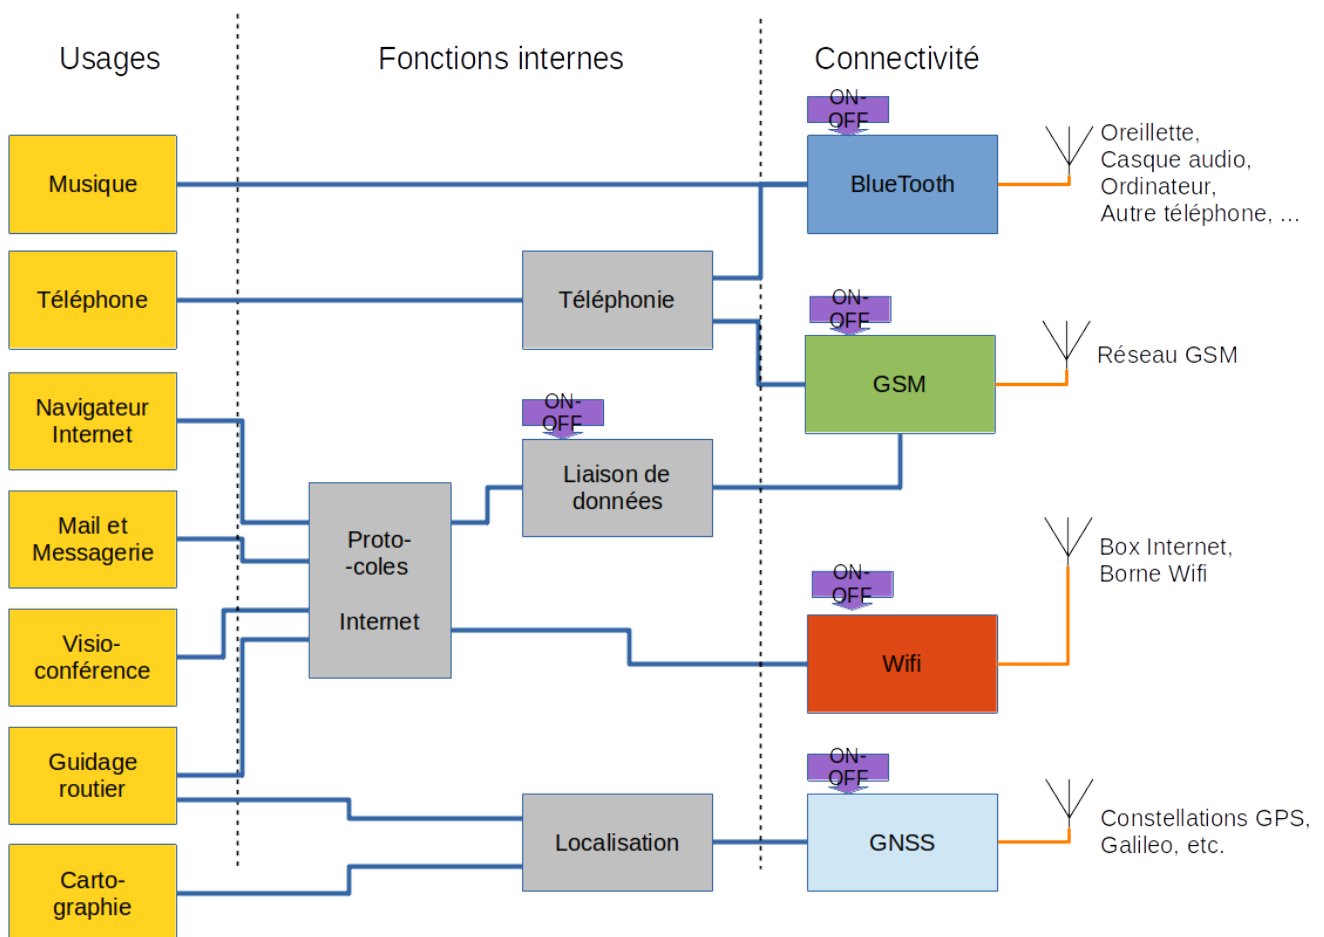 Usages
Fonctions internes
Connectivité
ON-
OFF
Musique
BlueTooth
Oreillette,
Casque audio,
Ordinateur,
Autre téléphone, ...
Téléphone
Téléphonie
ON-
OFF
GSM
Réseau GSM
Navigateur
Internet
ON-
OFF
Liaison de
données
Mail et
Messagerie
Proto-
-coles
Internet
Box Internet,
Borne Wifi
ON-
OFF
Wifi
Visio-
conférence
Guidage
routier
ON-
OFF
Localisation
GNSS
Constellations GPS,
Galileo, etc.
Carto-
graphie